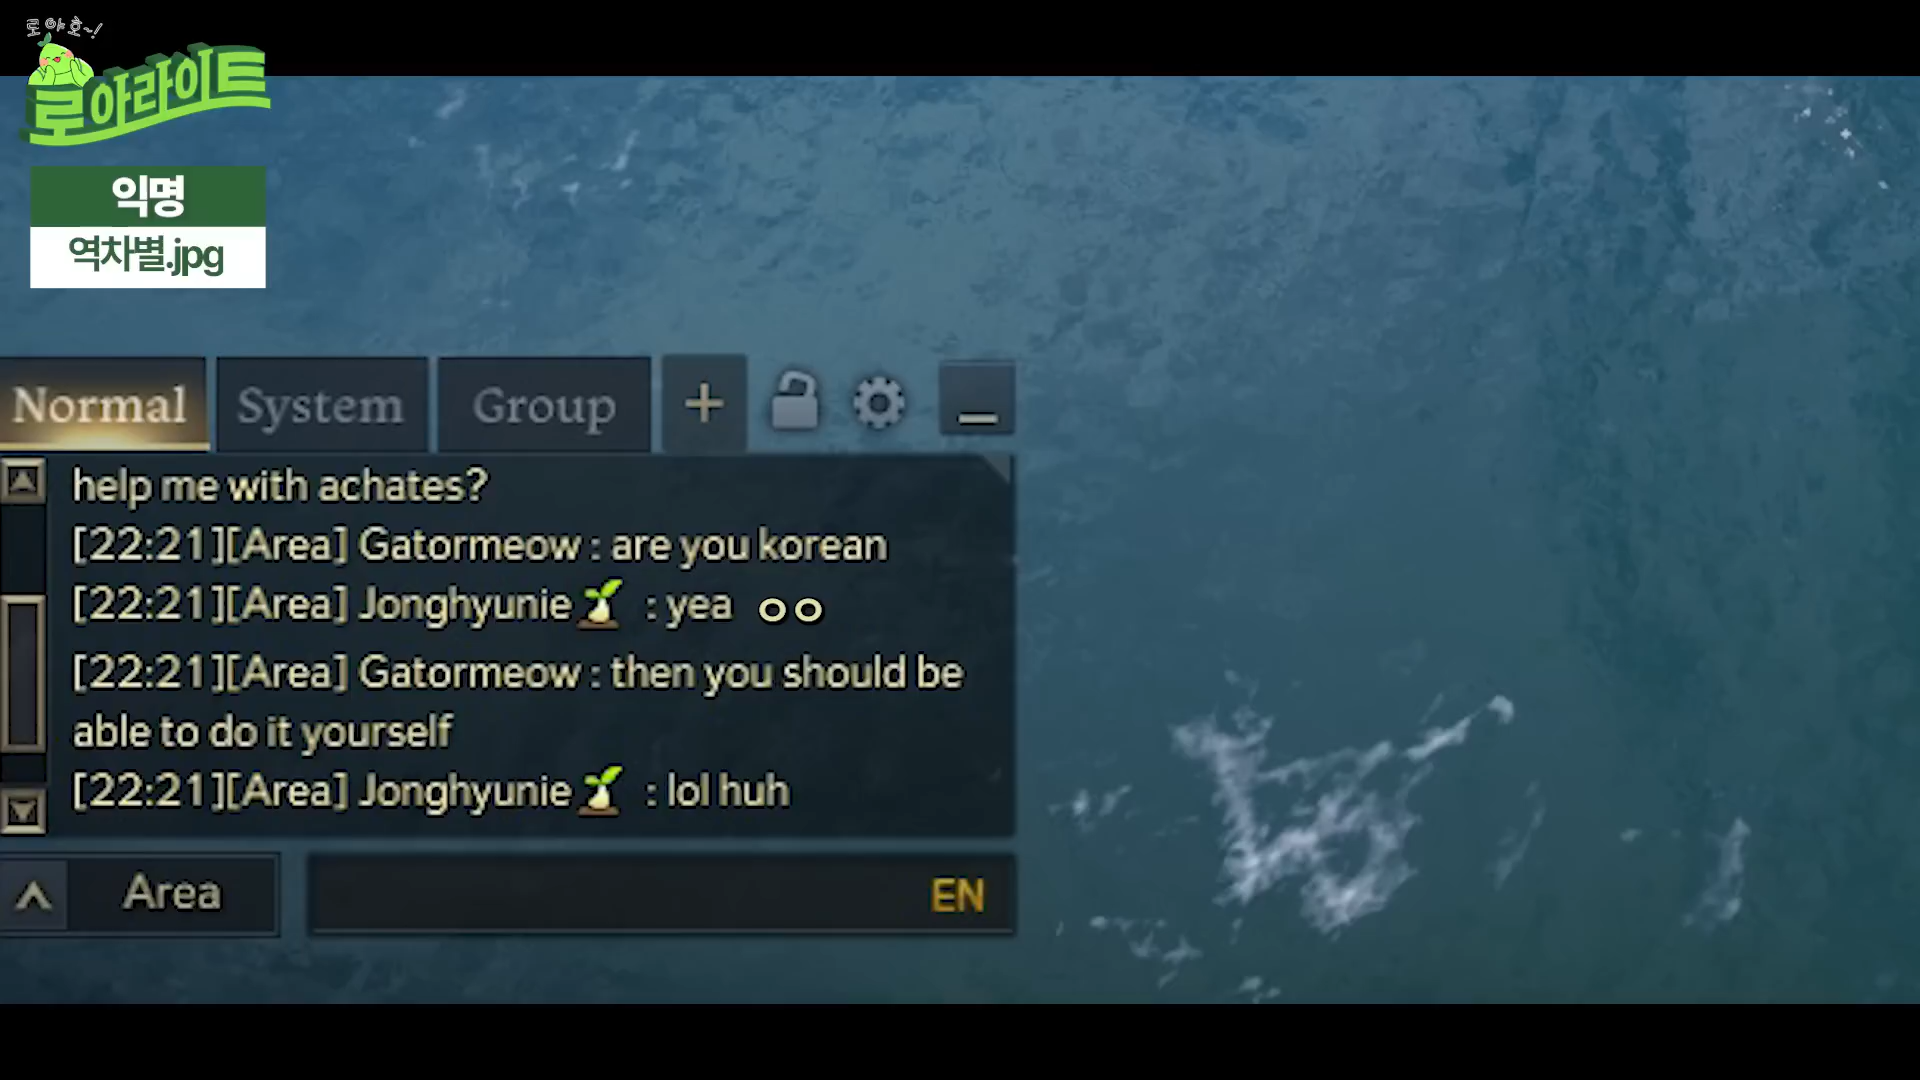 로아호~!
로아라이트
익명
역차별.jpg
Normal System Group +
help me with achates?
[22:21][Area] Gatormeow : are you korean
[22:21][Area] Jonghyunie : yea ㅇㅇ
[22:21][Area] Gatormeow : then you should be
able to do it yourself
[22:21][Area] Jonghyunie : lol huh
Area EN